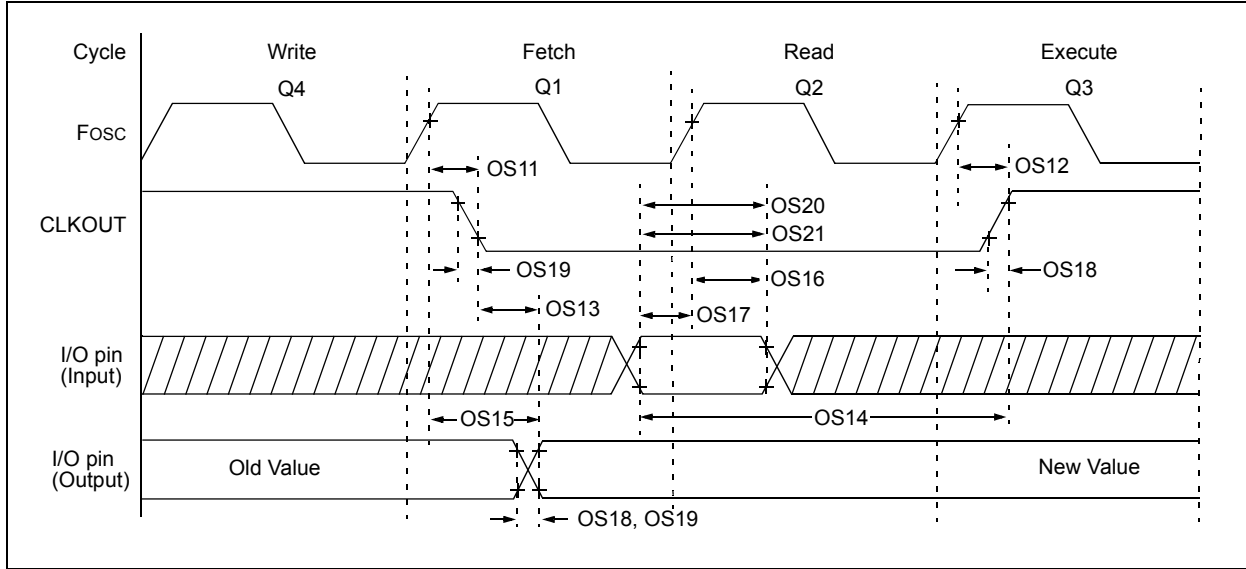 Cycle Write Fetch Read Execute
Q4 Q1 Q2 Q3
FOSC
OS11 OS12
OS20
CLKOUT
OS21
OS19 OS16 OS18
OS13 OS17
I/O pin
(Input)
OS15 OS14
I/O pin
(Output)
Old Value New Value
OS18, OS19